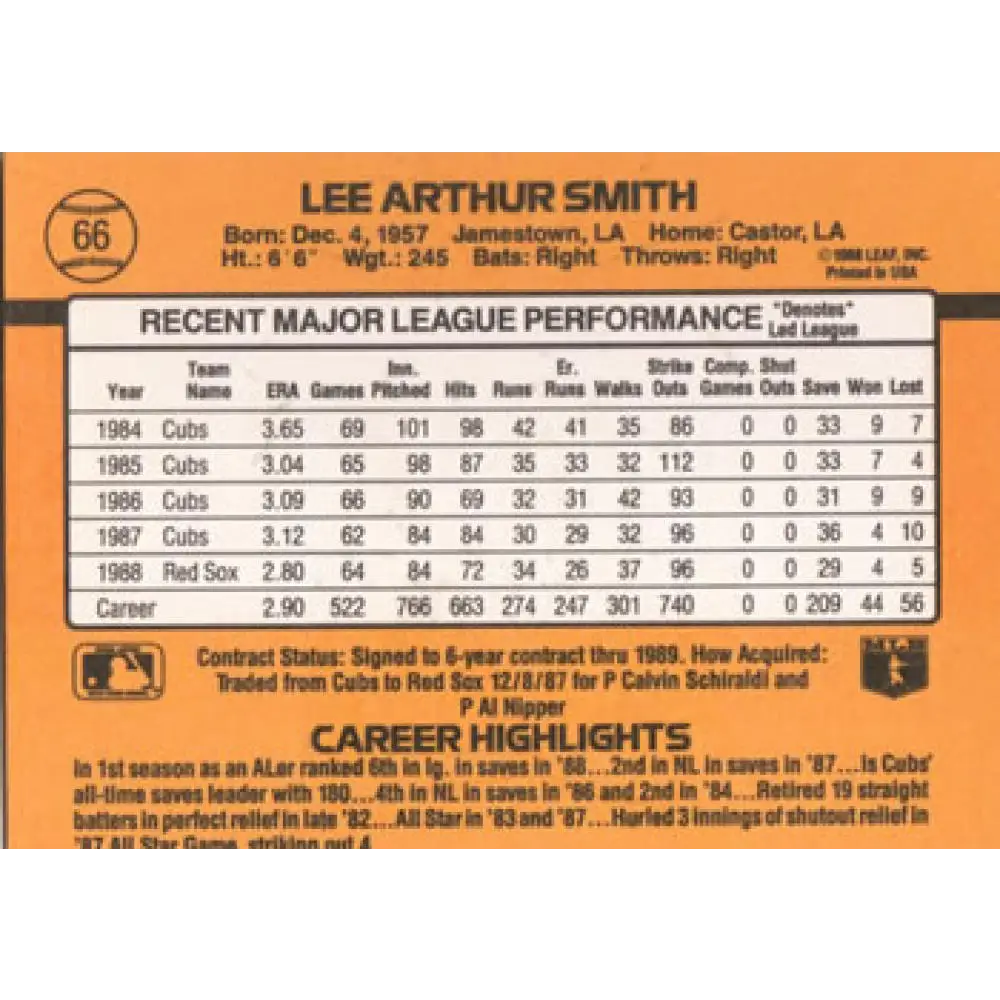 66
LEE ARTHUR SMITH
Born: Dec. 4, 1957 Jamestown, LA Home: Castor, LA
Ht.: 6'6" Wgt.: 245 Bats: Right Throws: Right
© 1988 LEAF, INC.
Printed in USA
RECENT MAJOR LEAGUE PERFORMANCE "Denotes" Led League
Year Team Name ERA Games Inn. Pitched Hits Runs Er. Runs Walks Strike Outs Comp. Games Shut Outs Save Won Lost
1984 Cubs 3.65 69 101 98 42 41 35 86 0 0 33 9 7
1985 Cubs 3.04 65 98 87 35 33 32 112 0 0 33 7 4
1986 Cubs 3.09 66 90 69 32 31 42 93 0 0 31 9 9
1987 Cubs 3.12 62 84 84 30 29 32 96 0 0 36 4 10
1988 Red Sox 2.80 64 84 72 34 26 37 96 0 0 29 4 5
Career 2.90 522 766 663 274 247 301 740 0 0 209 44 56
Contract Status: Signed to 6-year contract thru 1989. How Acquired:
Traded from Cubs to Red Sox 12/8/87 for P Calvin Schiraldi and
P Al Nipper
MLB
CAREER HIGHLIGHTS
In 1st season as an ALer ranked 6th in lg. in saves in '88...2nd in NL in saves in '87...Is Cubs'
all-time saves leader with 180...4th in NL in saves in '86 and 2nd in '84...Retired 19 straight
batters in perfect relief in late '82...All Star in '83 and '87...Hurled 3 innings of shutout relief in
'87 All Star Game, striking out 4